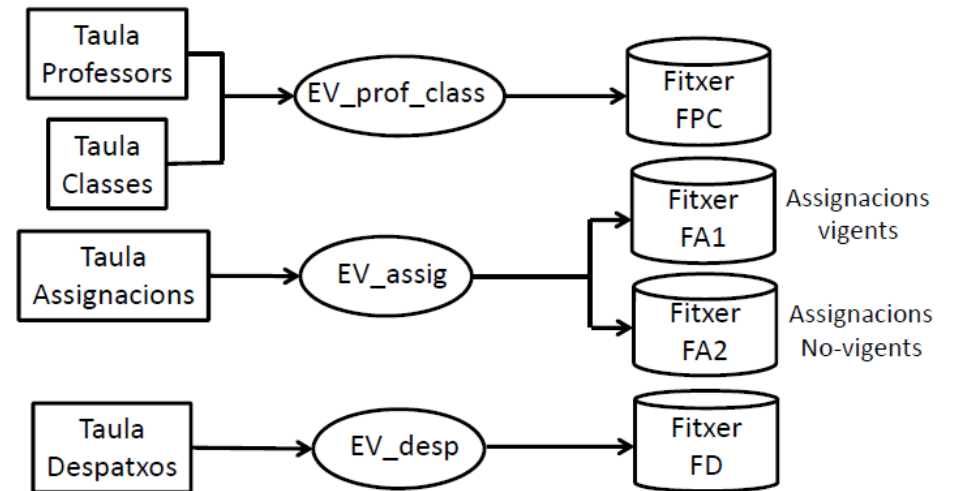 Taula
Professors
EV_prof_class
Fitxer
FPC
Taula
Classes
Fitxer
FA1
Assignacions
vigents
Taula
Assignacions
EV_assig
Fitxer
FA2
Assignacions
No-vigents
Taula
Despatxos
EV_desp
Fitxer
FD